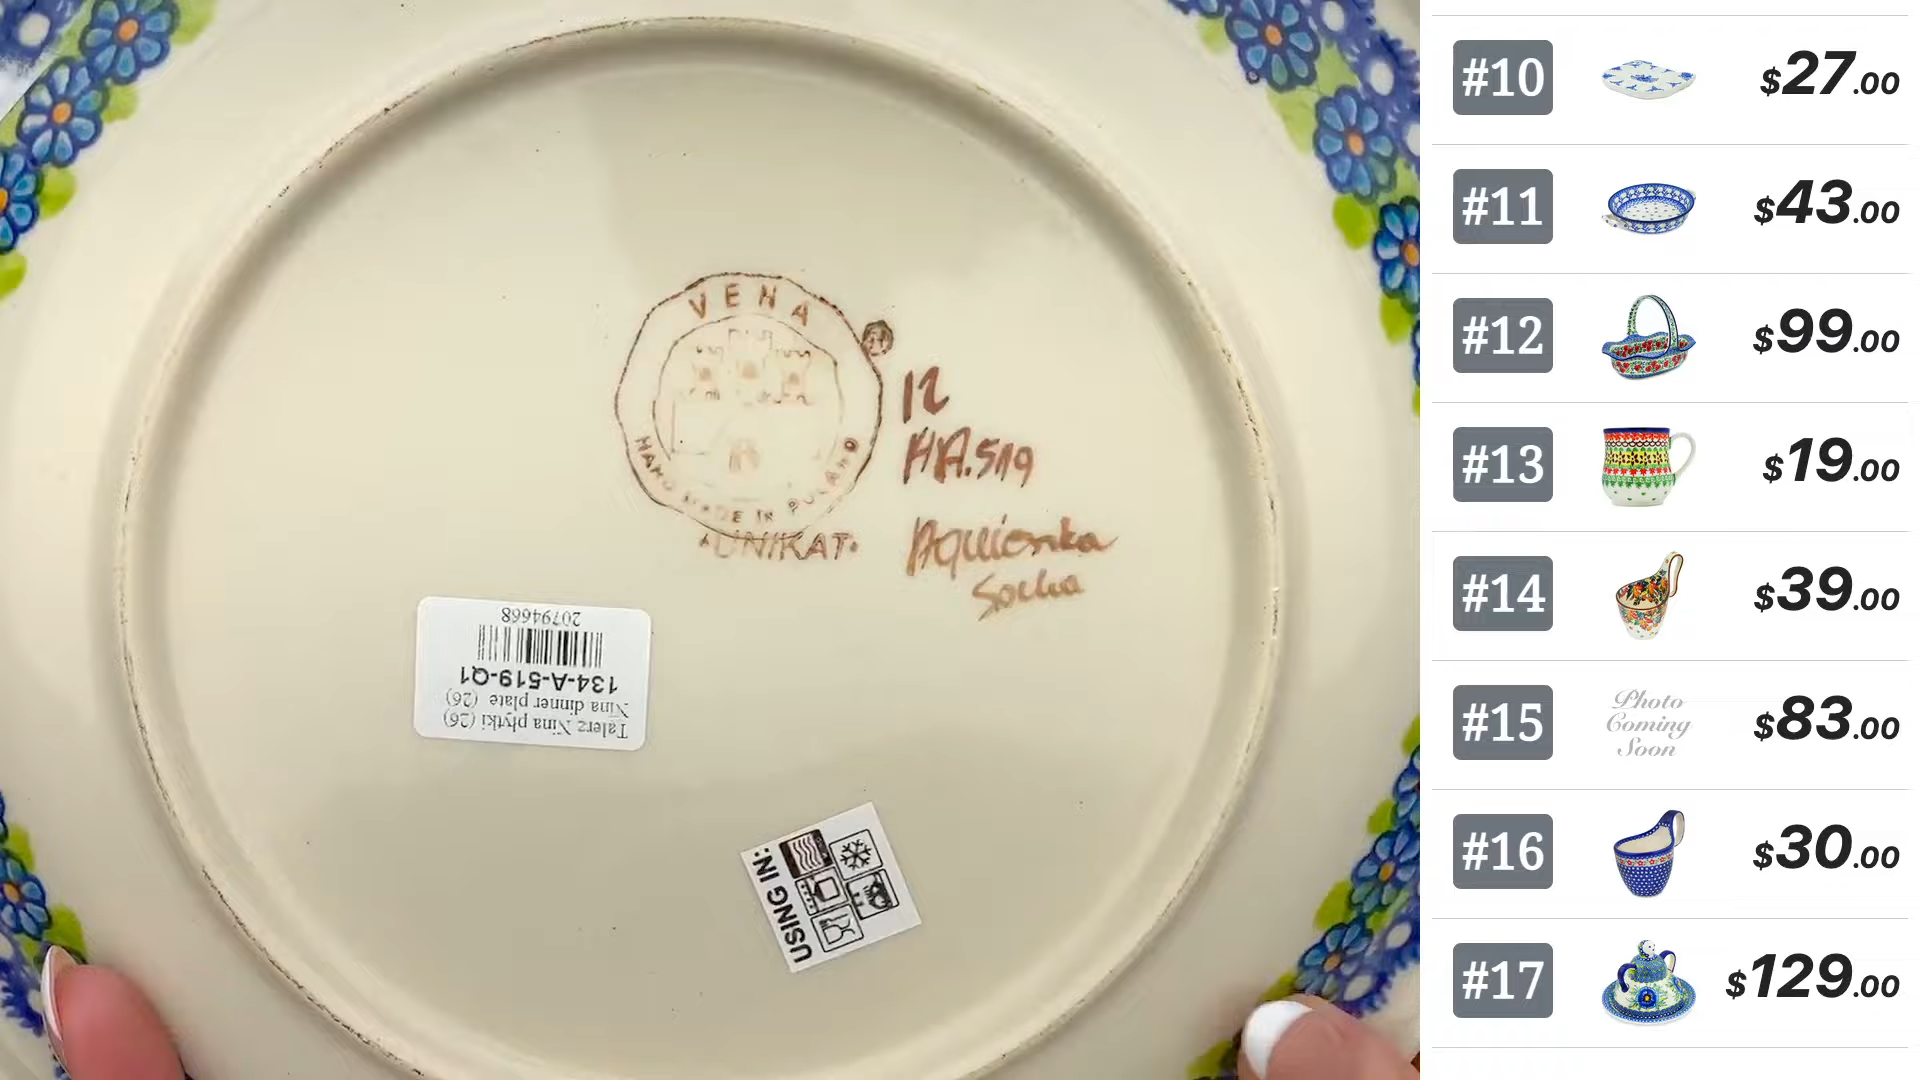 VENA
HAND MADE IN POLAND
•UNIKAT•
12
HA.519
Agnieszka
Socha
Talerz Nina płytki (26)
Nina dinner plate (26)
134-A-519-Q1
20794668
USING IN:
#10 $27.00
#11 $43.00
#12 $99.00
#13 $19.00
#14 $39.00
#15 Photo Coming Soon $83.00
#16 $30.00
#17 $129.00